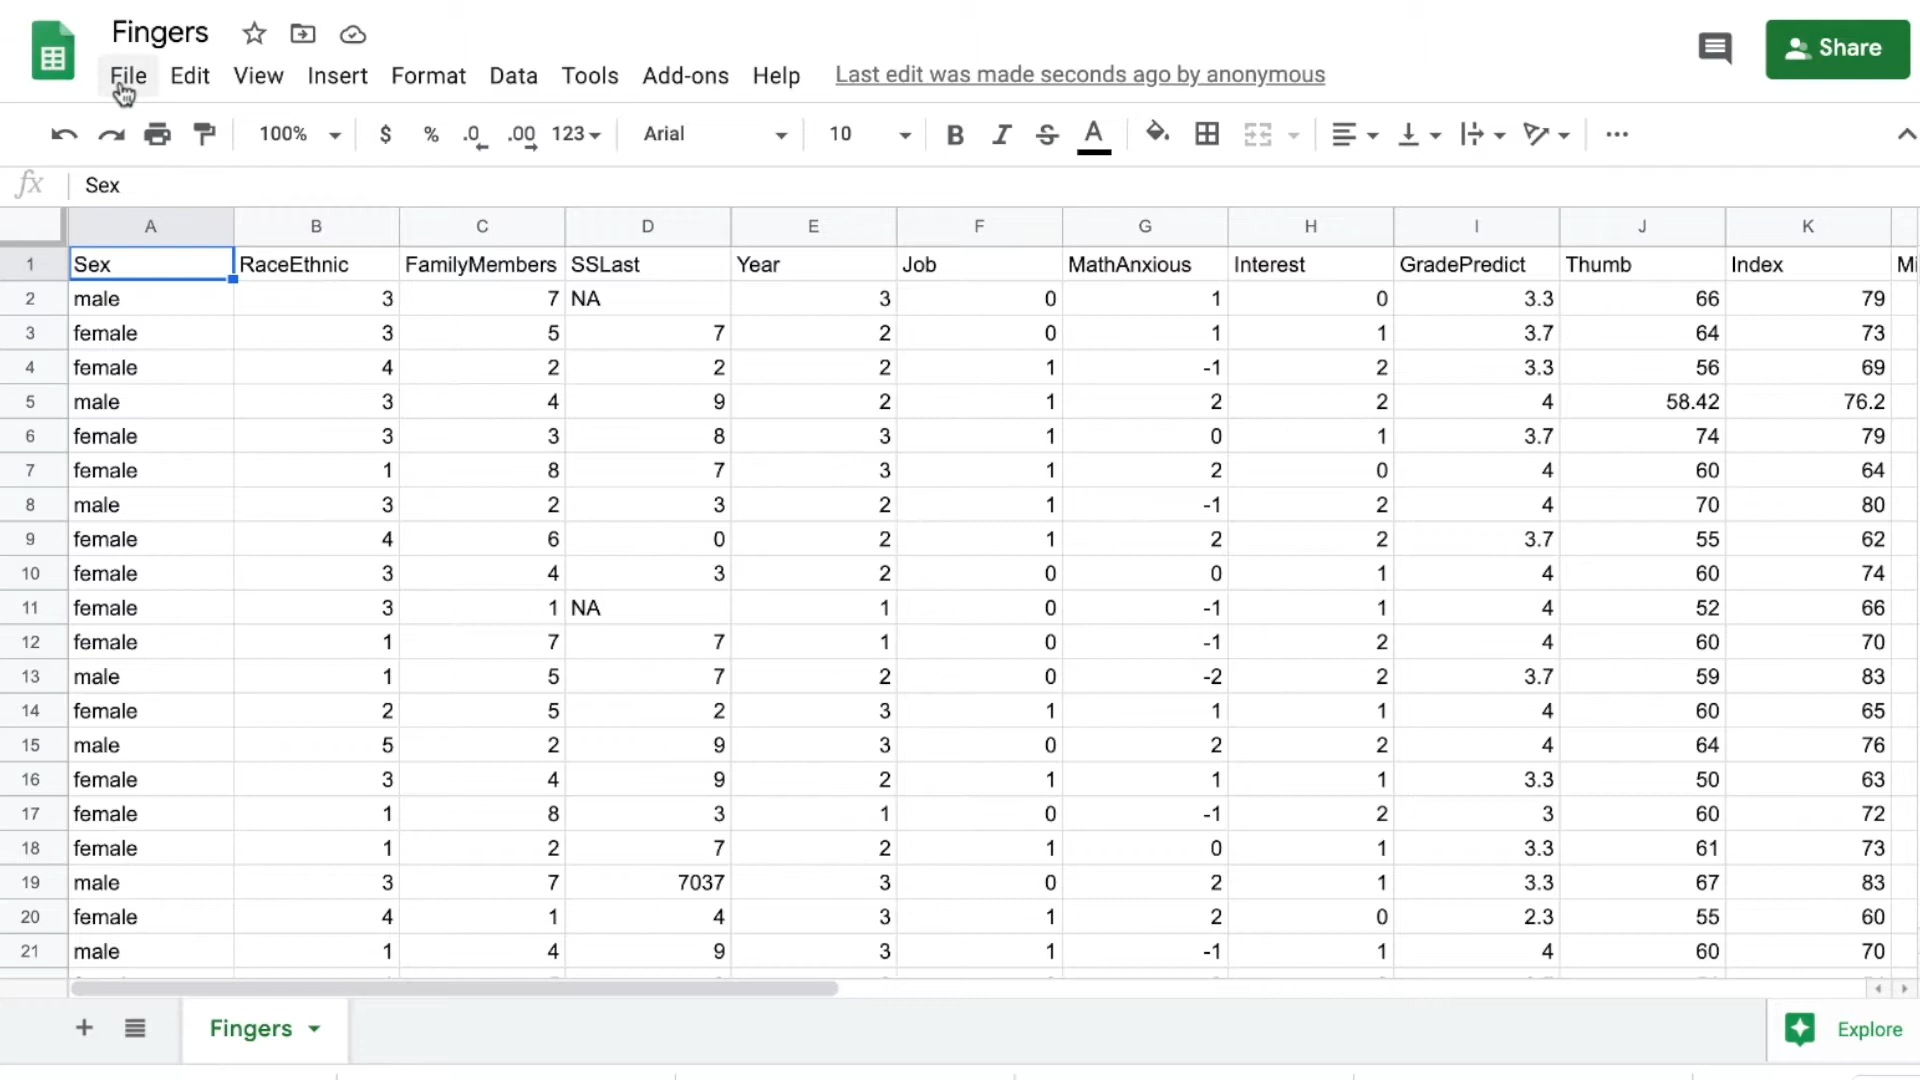 Fingers
File Edit View Insert Format Data Tools Add-ons Help Last edit was made seconds ago by anonymous
Share
100% $ % .0 .00 123 Arial 10 B I S A
fx Sex
A B C D E F G H I J K
1 Sex RaceEthnic FamilyMembers SSLast Year Job MathAnxious Interest GradePredict Thumb Index Mi
2 male 3 7 NA 3 0 1 0 3.3 66 79
3 female 3 5 7 2 0 1 1 3.7 64 73
4 female 4 2 2 2 1 -1 2 3.3 56 69
5 male 3 4 9 2 1 2 2 4 58.42 76.2
6 female 3 3 8 3 1 0 1 3.7 74 79
7 female 1 8 7 3 1 2 0 4 60 64
8 male 3 2 3 2 1 -1 2 4 70 80
9 female 4 6 0 2 1 2 2 3.7 55 62
10 female 3 4 3 2 0 0 1 4 60 74
11 female 3 1 NA 1 0 -1 1 4 52 66
12 female 1 7 7 1 0 -1 2 4 60 70
13 male 1 5 7 2 0 -2 2 3.7 59 83
14 female 2 5 2 3 1 1 1 4 60 65
15 male 5 2 9 3 0 2 2 4 64 76
16 female 3 4 9 2 1 1 1 3.3 50 63
17 female 1 8 3 1 0 -1 2 3 60 72
18 female 1 2 7 2 1 0 1 3.3 61 73
19 male 3 7 7037 3 0 2 1 3.3 67 83
20 female 4 1 4 3 1 2 0 2.3 55 60
21 male 1 4 9 3 1 -1 1 4 60 70
Fingers
Explore